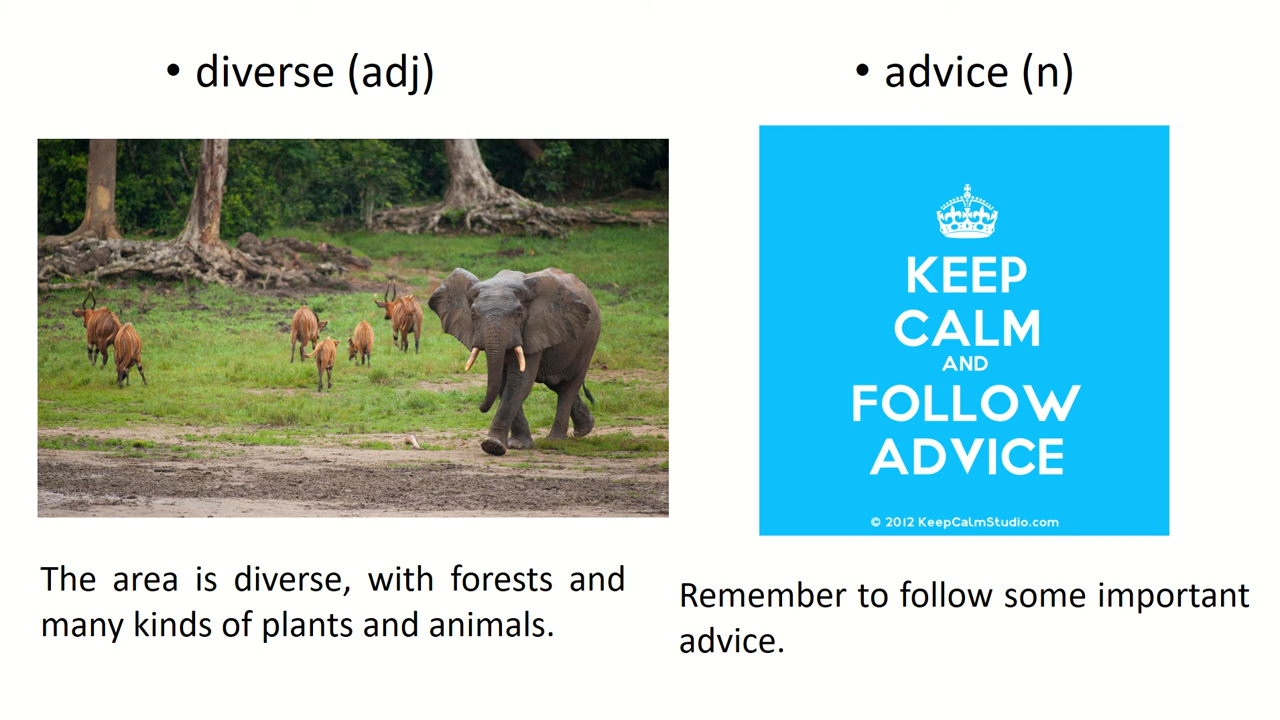 • diverse (adj)
The area is diverse, with forests and
many kinds of plants and animals.
• advice (n)
KEEP
CALM
AND
FOLLOW
ADVICE
© 2012 KeepCalmStudio.com
Remember to follow some important
advice.